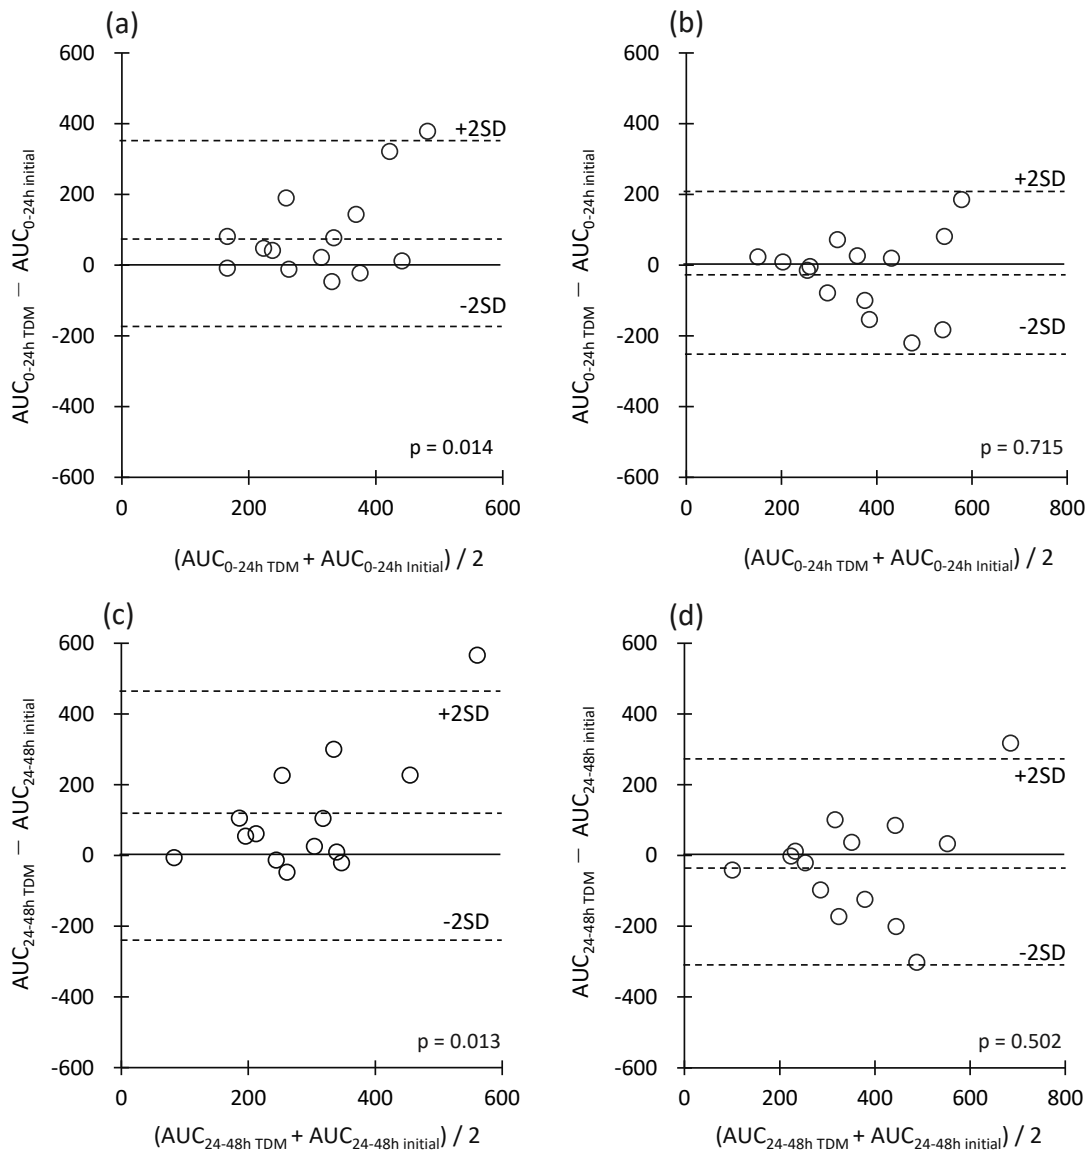 (a)
600
400
200
0
-200
-400
-600
AUC0-24h TDM − AUC0-24h initial
+2SD
-2SD
p = 0.014
0 200 400 600
(AUC0-24h TDM + AUC0-24h Initial) / 2
(b)
600
400
200
0
-200
-400
-600
AUC0-24h TDM − AUC0-24h initial
+2SD
-2SD
p = 0.715
0 200 400 600 800
(AUC0-24h TDM + AUC0-24h Initial) / 2
(c)
600
400
200
0
-200
-400
-600
AUC24-48h TDM − AUC24-48h initial
+2SD
-2SD
p = 0.013
0 200 400 600
(AUC24-48h TDM + AUC24-48h initial) / 2
(d)
600
400
200
0
-200
-400
-600
AUC24-48h TDM − AUC24-48h initial
+2SD
-2SD
p = 0.502
0 200 400 600 800
(AUC24-48h TDM + AUC24-48h initial) / 2